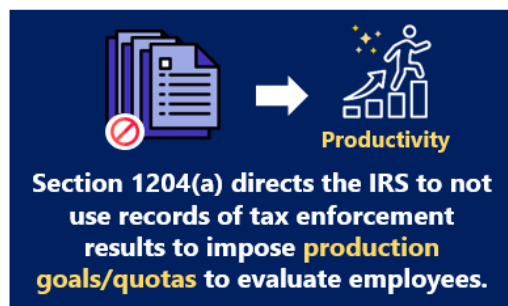 Productivity
Section 1204(a) directs the IRS to not
use records of tax enforcement
results to impose production
goals/quotas to evaluate employees.